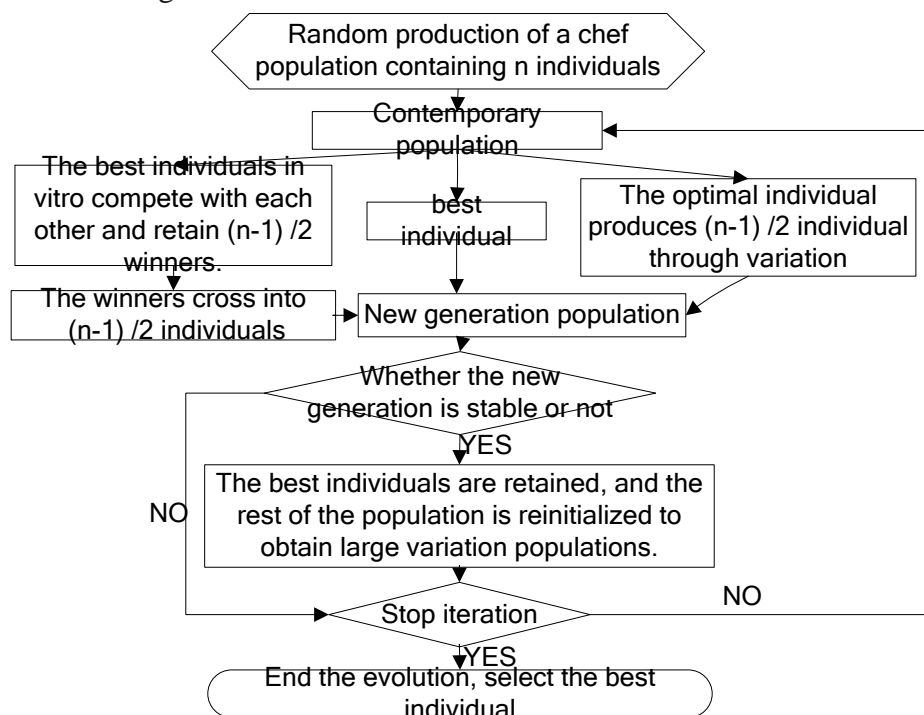 Random production of a chef
population containing n individuals
Contemporary
population
The best individuals in
vitro compete with each
other and retain (n-1) /2
winners.
best
individual
The optimal individual
produces (n-1) /2 individual
through variation
The winners cross into
(n-1) /2 individuals
New generation population
Whether the new
generation is stable or not
YES
The best individuals are retained, and the
rest of the population is reinitialized to
obtain large variation populations.
NO
Stop iteration
NO
YES
End the evolution, select the best
individual